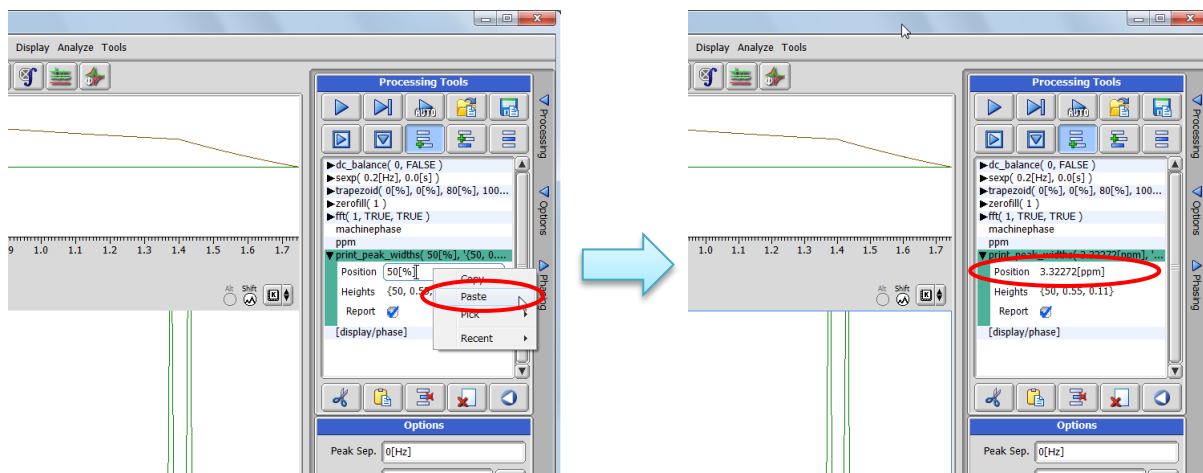 Display Analyze Tools
Processing Tools
AUTO
Processing
Options
Phasing
dc_balance( 0, FALSE )
sexp( 0.2[Hz], 0.0[s] )
trapezoid( 0[%], 0[%], 80[%], 100...
zerofill( 1 )
fft( 1, TRUE, TRUE )
machinephase
ppm
print_peak_widths( 50[%], '{50, 0....
Position 50[%]
Heights {50, 0.55,
Report
[display/phase]
Copy
Paste
Pick
Recent
9 1.0 1.1 1.2 1.3 1.4 1.5 1.6 1.7
Alt Shift
K
Options
Peak Sep. 0[Hz]
Display Analyze Tools
Processing Tools
AUTO
Processing
Options
Phasing
dc_balance( 0, FALSE )
sexp( 0.2[Hz], 0.0[s] )
trapezoid( 0[%], 0[%], 80[%], 100...
zerofill( 1 )
fft( 1, TRUE, TRUE )
machinephase
ppm
print_peak_widths( 3.32272[ppm], '...
Position 3.32272[ppm]
Heights {50, 0.55, 0.11}
Report
[display/phase]
1.0 1.1 1.2 1.3 1.4 1.5 1.6 1.7
Alt Shift
K
Options
Peak Sep. 0[Hz]